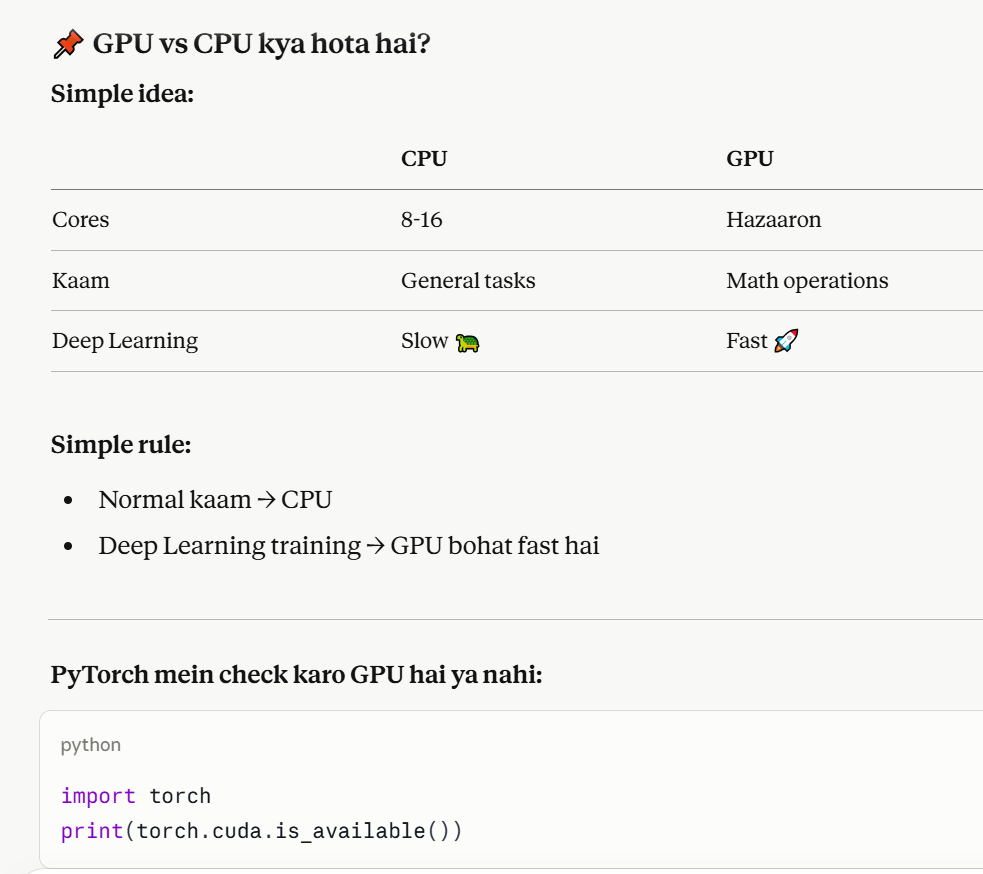 📌 GPU vs CPU kya hota hai?
Simple idea:
CPU GPU
Cores 8-16 Hazaaron
Kaam General tasks Math operations
Deep Learning Slow 🐢 Fast 🚀
Simple rule:
• Normal kaam → CPU
• Deep Learning training → GPU bohat fast hai
PyTorch mein check karo GPU hai ya nahi:
python
import torch
print(torch.cuda.is_available())